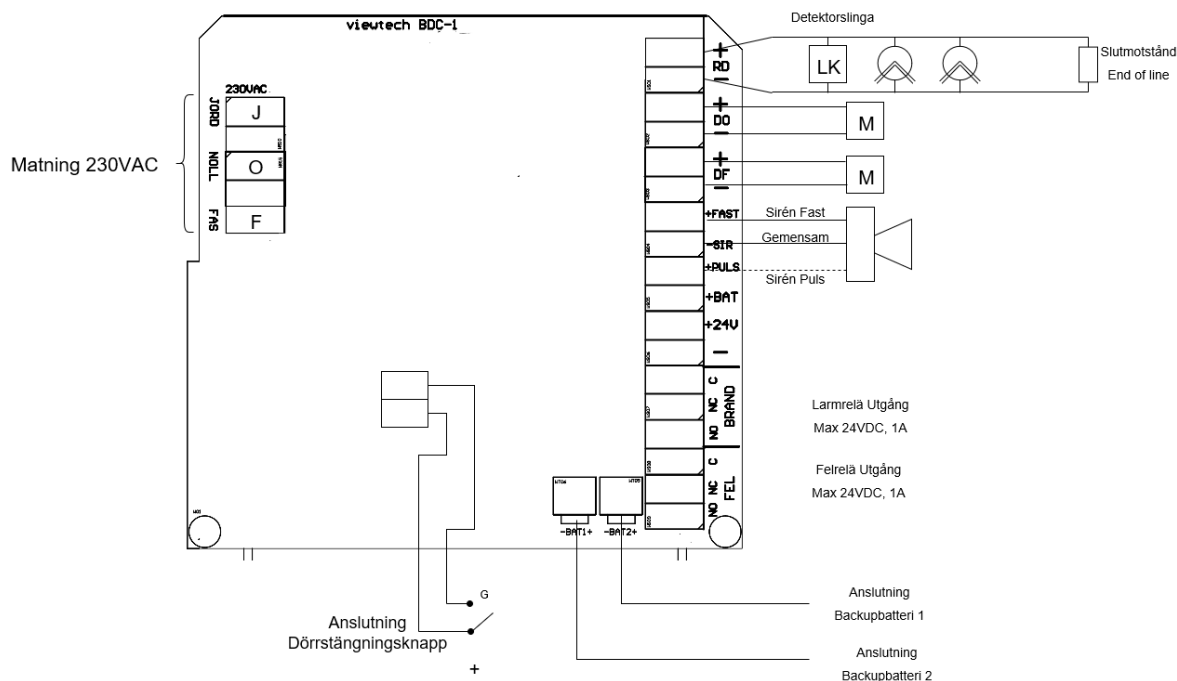 viewtech BDC-1
Detektorslinga
Slutmotstånd
End of line
LK
+
RD
−
230VAC
JORD
J
NOLL
O
FAS
F
Matning 230VAC
+
DO
−
M
+
DF
−
M
+FAST
Sirén Fast
-SIR
Gemensam
+PULS
Sirén Puls
+BAT
+24V
−
C
NC
NO
BRAND
Larmrelä Utgång
Max 24VDC, 1A
C
NC
NO
FEL
Felrelä Utgång
Max 24VDC, 1A
-BAT1+
-BAT2+
G
Anslutning
Dörrstängningsknapp
+
Anslutning
Backupbatteri 1
Anslutning
Backupbatteri 2